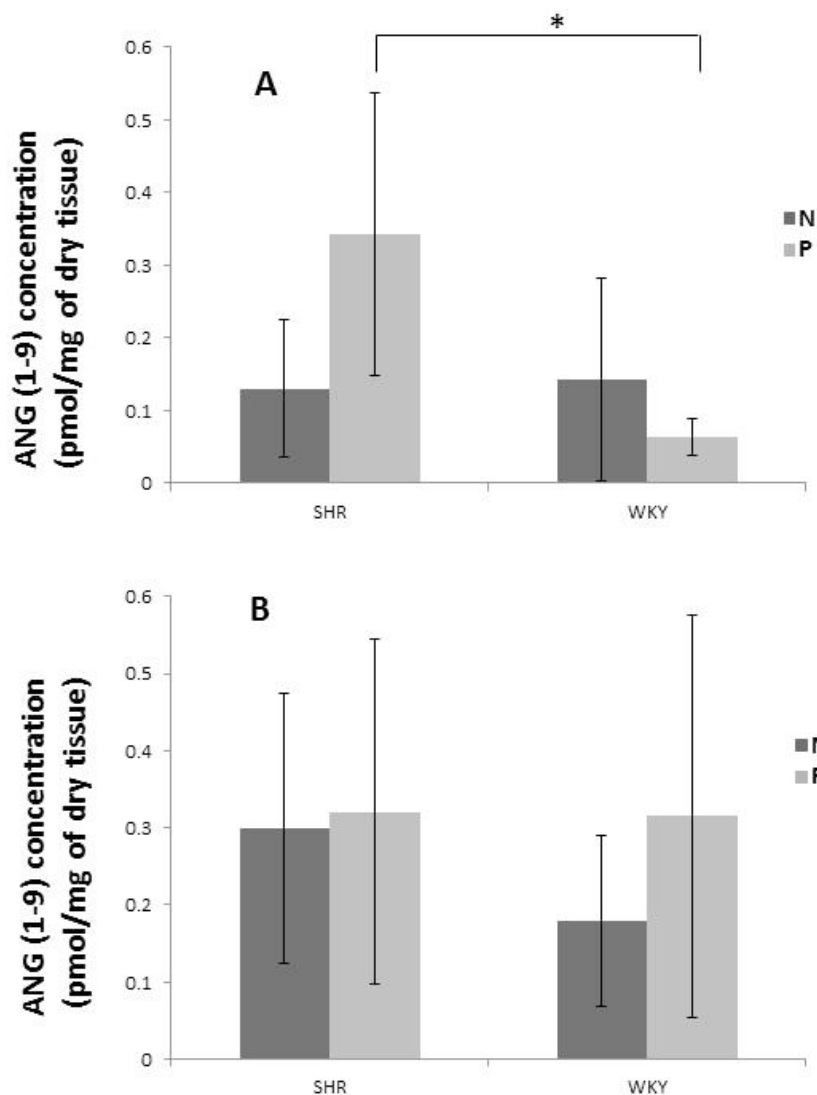 *
A
0.6
0.5
0.4
0.3
0.2
0.1
0
ANG (1-9) concentration
(pmol/mg of dry tissue)
SHR
WKY
N
P
B
0.6
0.5
0.4
0.3
0.2
0.1
0
ANG (1-9) concentration
(pmol/mg of dry tissue)
SHR
WKY